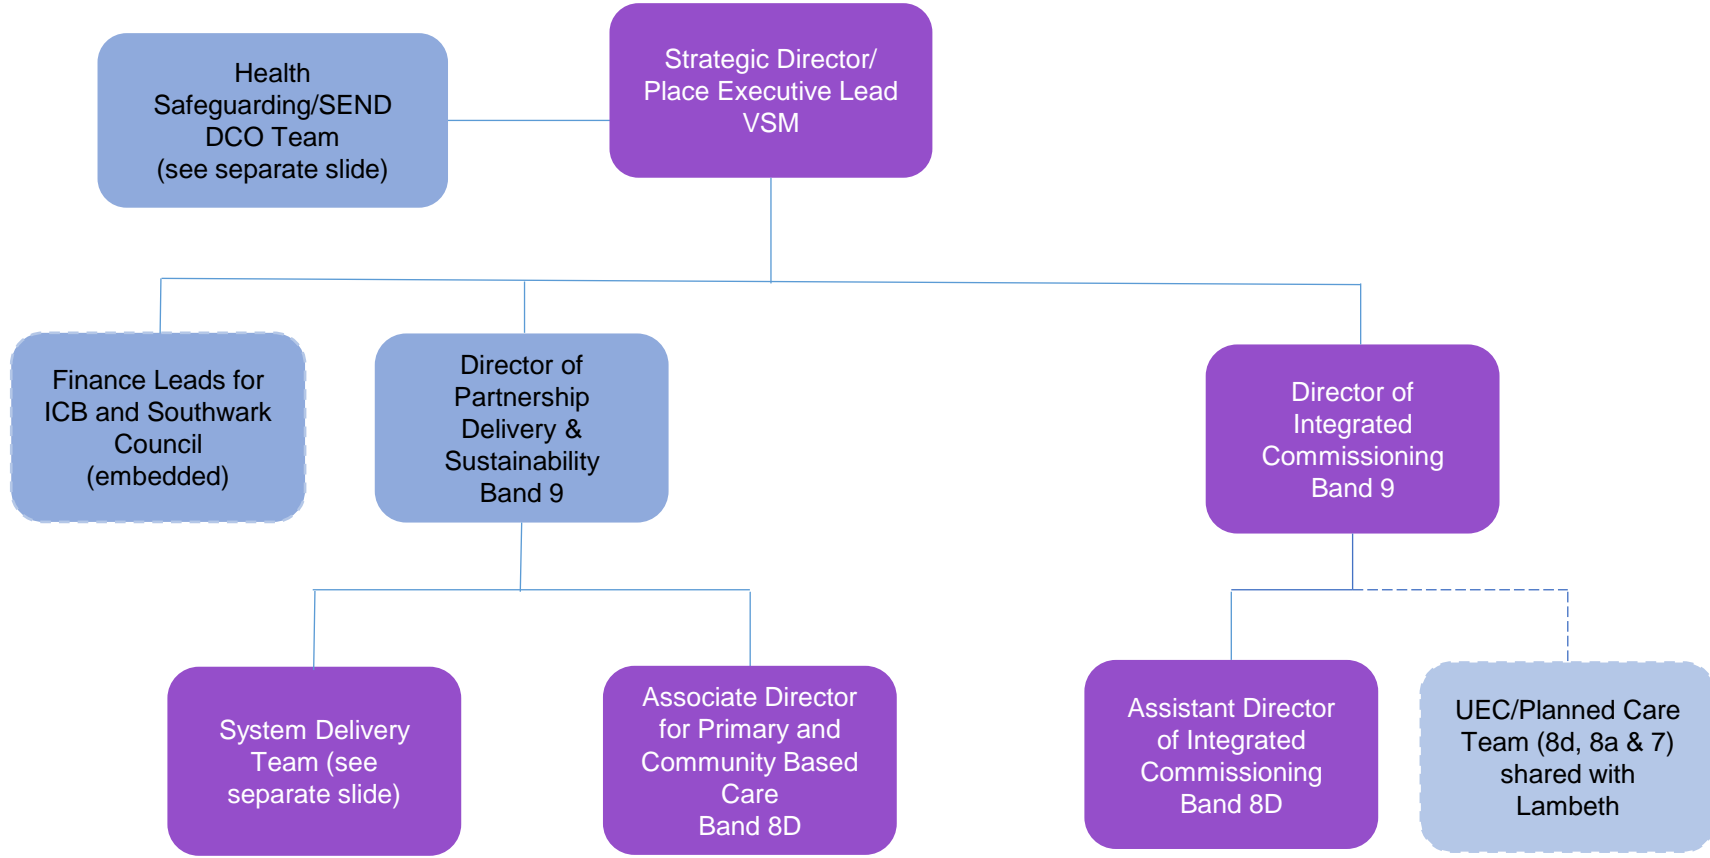 Health
Safeguarding/SEND
DCO Team
(see separate slide)
Strategic Director/
Place Executive Lead
VSM
Finance Leads for
ICB and Southwark
Council
(embedded)
Director of
Partnership
Delivery &
Sustainability
Band 9
Director of
Integrated
Commissioning
Band 9
System Delivery
Team (see
separate slide)
Associate Director
for Primary and
Community Based
Care
Band 8D
Assistant Director
of Integrated
Commissioning
Band 8D
UEC/Planned Care
Team (8d, 8a & 7)
shared with
Lambeth